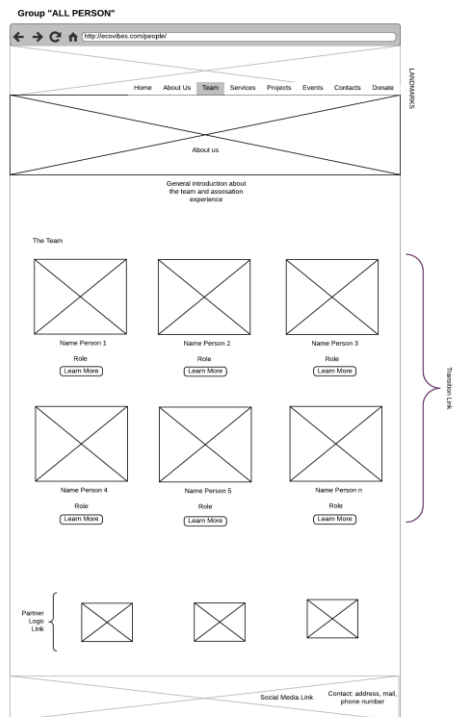 Group "ALL PERSON"
http://ecovibes.com/people/
LANDMARKS
Home About Us Team Services Projects Events Contacts Donate
About us
General introduction about
the team and assosation
experience
The Team
Name Person 1 Name Person 2 Name Person 3
Role Role Role
Learn More Learn More Learn More
Transition Link
Name Person 4 Name Person 5 Name Person n
Role Role Role
Learn More Learn More Learn More
Partner
Logo
Link
Social Media Link
Contact: address, mail,
phone number